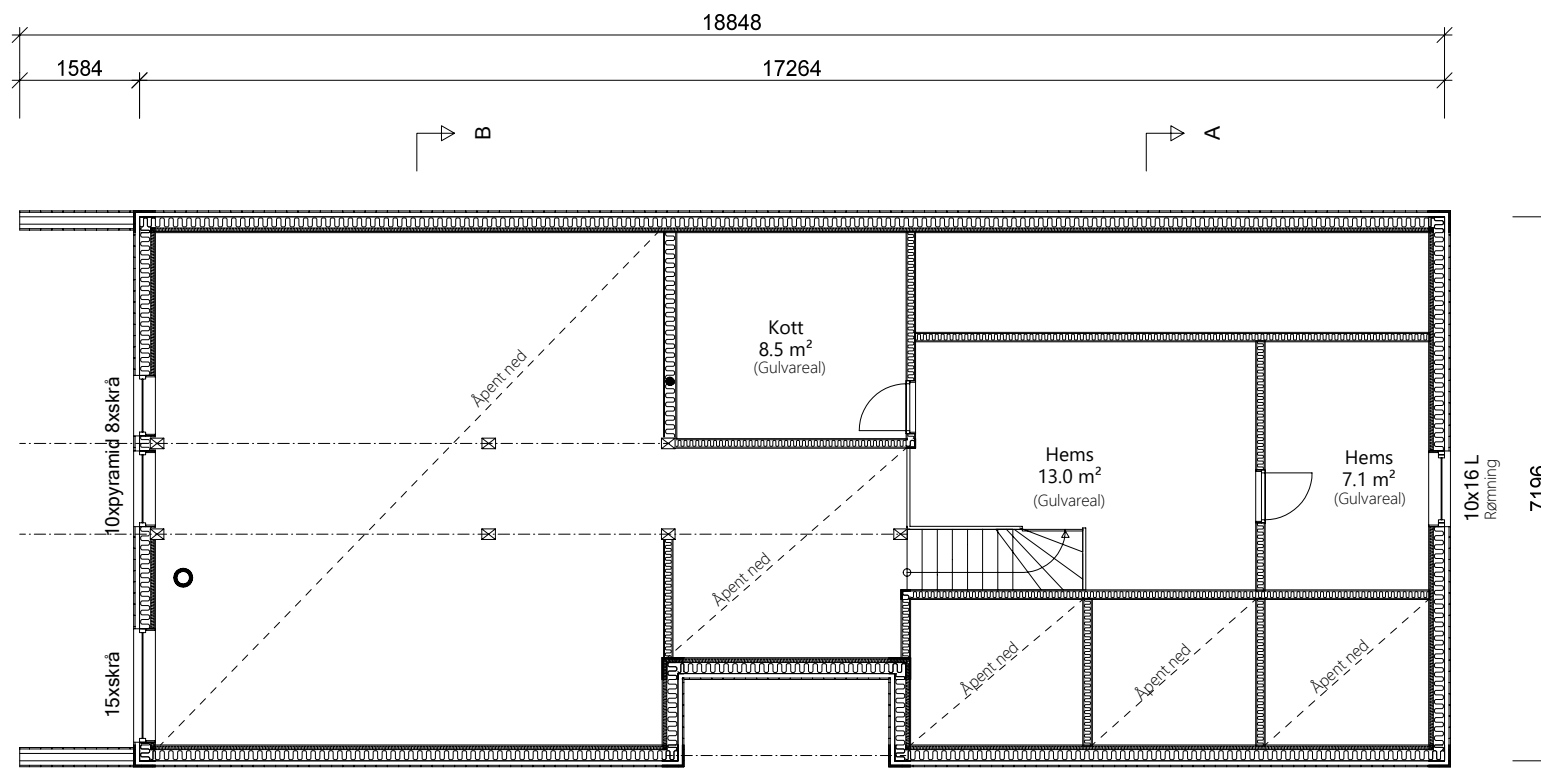 18848
1584
17264
B
A
Kott
8.5 m²
(Gulvareal)
Åpent ned
10xpyramid 8xskrå
Hems
13.0 m²
(Gulvareal)
Hems
7.1 m²
(Gulvareal)
10x16 L
Rømning
7196
Åpent ned
15xskrå
Åpent ned
Åpent ned
Åpent ned